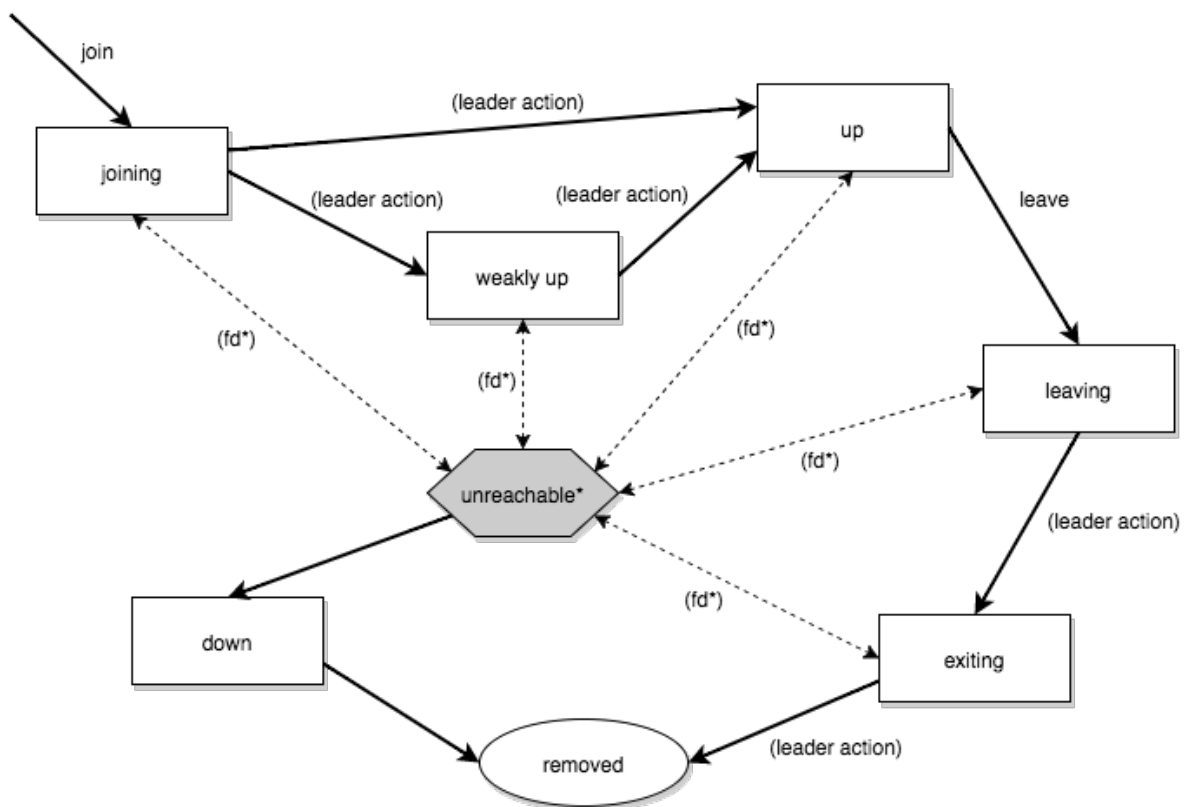 join
(leader action)
up
joining
(leader action)
(leader action)
leave
weakly up
(fd*)
(fd*)
(fd*)
leaving
(fd*)
unreachable*
(leader action)
(fd*)
down
exiting
(leader action)
removed